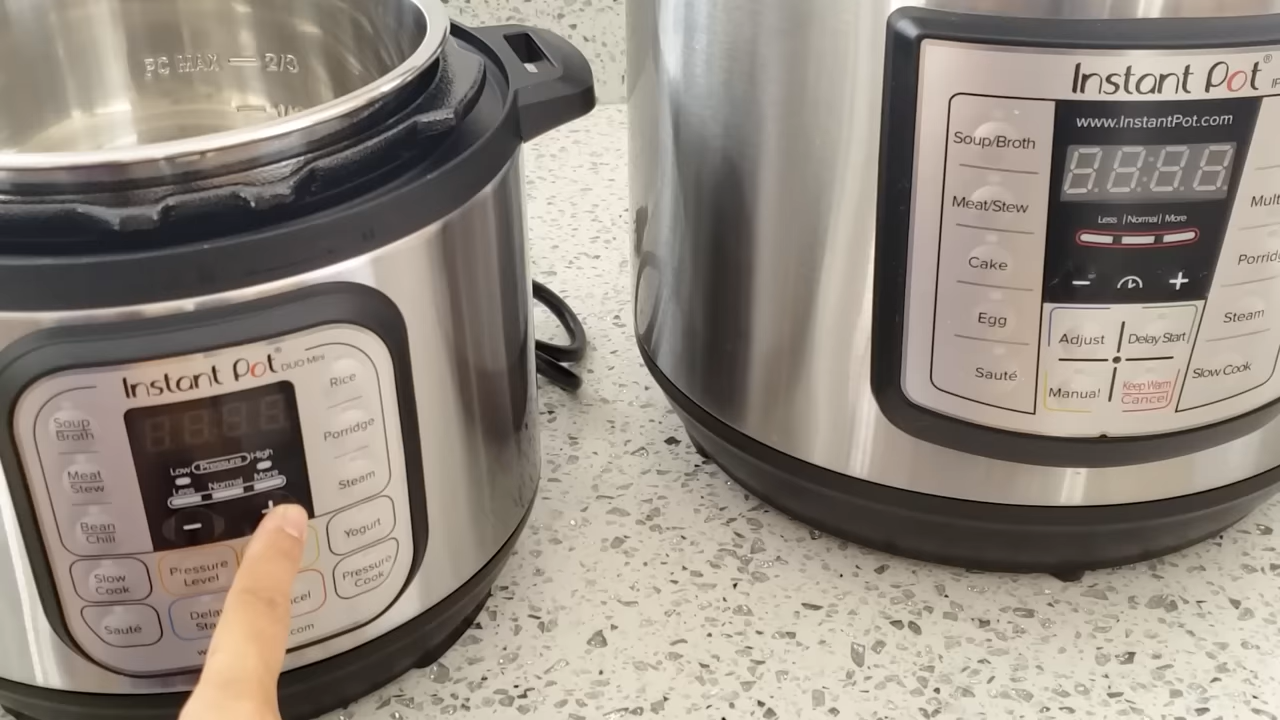 PC MAX — 2/3
Instant Pot® DUO Mini
Soup
Broth
Meat
Stew
Bean
Chili
Slow
Cook
Sauté
Low Pressure High
Less Normal More
−
+
Pressure
Level
Rice
Porridge
Steam
Yogurt
Pressure
Cook
Instant Pot®
www.InstantPot.com
Soup/Broth
Meat/Stew
Cake
Egg
Sauté
Less | Normal | More
− +
Adjust
Delay Start
Manual
Keep Warm
Cancel
Steam
Slow Cook